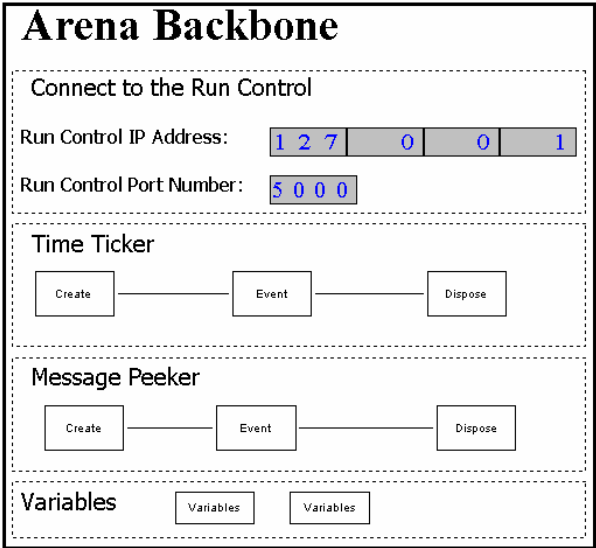 Arena Backbone
Connect to the Run Control
Run Control IP Address: 1 2 7 0 0 1
Run Control Port Number: 5 0 0 0
Time Ticker
Create Event Dispose
Message Peeker
Create Event Dispose
Variables Variables Variables